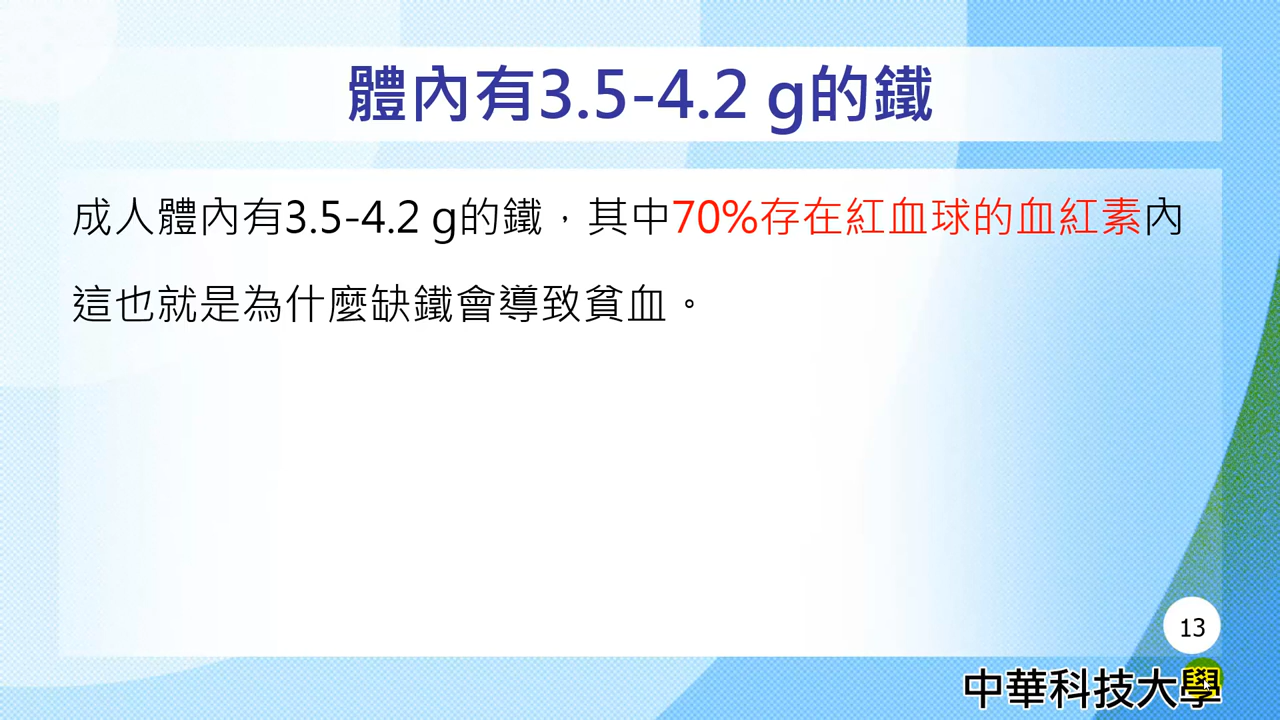 體內有3.5-4.2 g的鐵
成人體內有3.5-4.2 g的鐵，其中70%存在紅血球的血紅素內
這也就是為什麼缺鐵會導致貧血。
13
中華科技大學